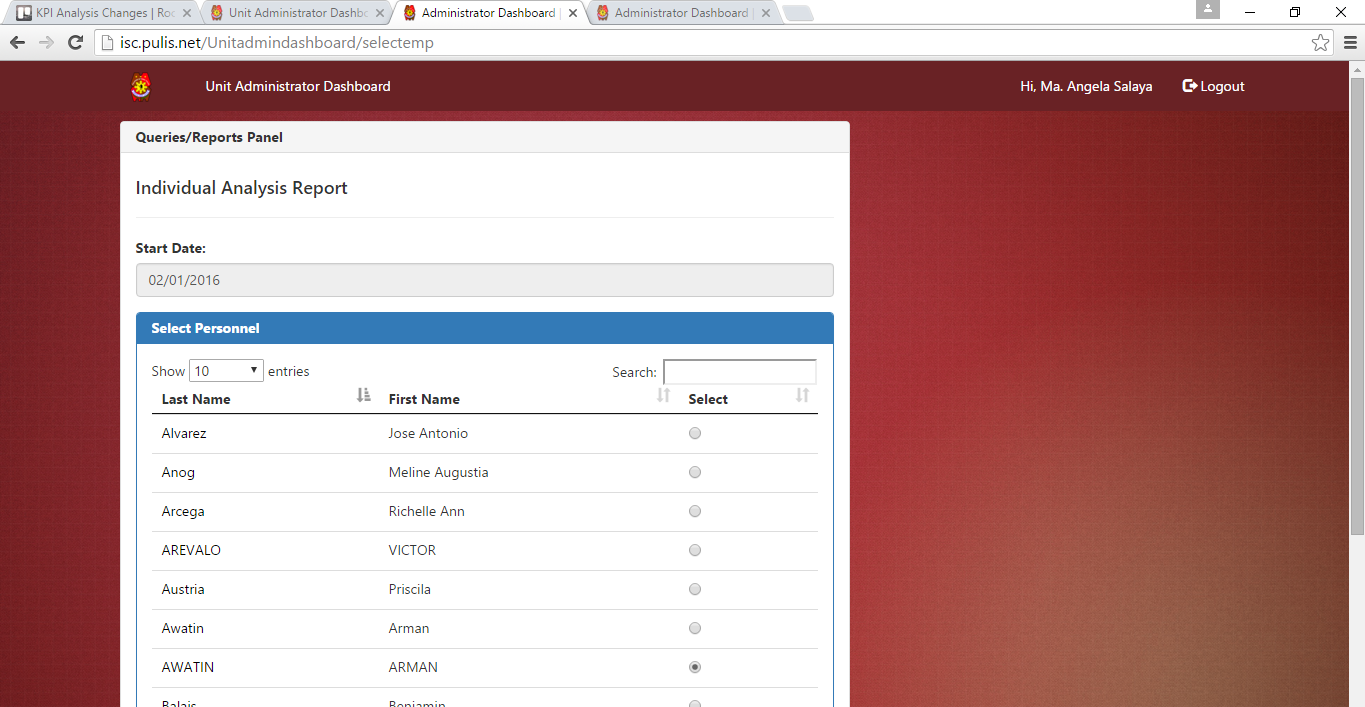 KPI Analysis Changes | Roc
Unit Administrator Dashbo
Administrator Dashboard |
Administrator Dashboard |
isc.pulis.net/Unitadmindashboard/selectemp
Unit Administrator Dashboard
Hi, Ma. Angela Salaya
Logout
Queries/Reports Panel
Individual Analysis Report
Start Date:
02/01/2016
Select Personnel
Show 10 entries
Search:
Last Name First Name Select
Alvarez Jose Antonio
Anog Meline Augustia
Arcega Richelle Ann
AREVALO VICTOR
Austria Priscila
Awatin Arman
AWATIN ARMAN
Balais Benjamin